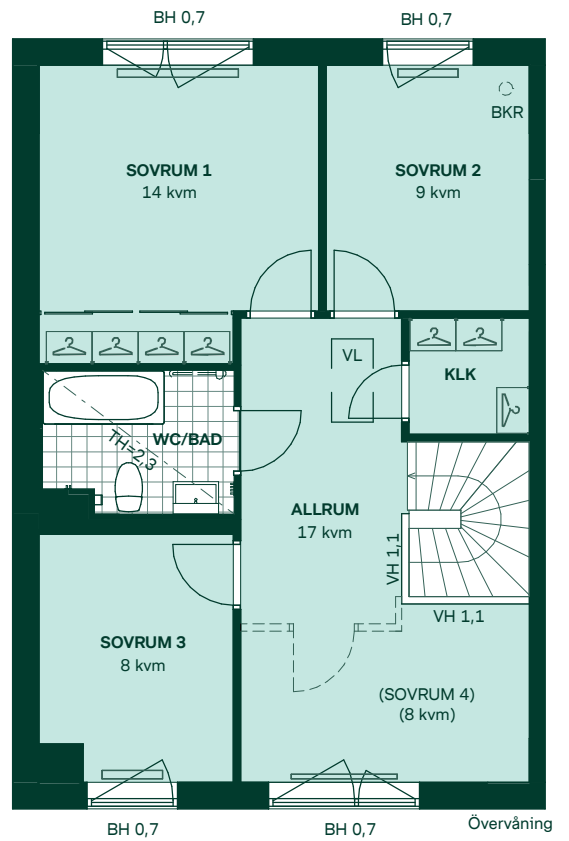 BH 0,7
BH 0,7
BKR
SOVRUM 1
14 kvm
SOVRUM 2
9 kvm
VL
KLK
TH=2,3
WC/BAD
ALLRUM
17 kvm
VH 1,1
VH 1,1
SOVRUM 3
8 kvm
(SOVRUM 4)
(8 kvm)
BH 0,7
BH 0,7
Övervåning